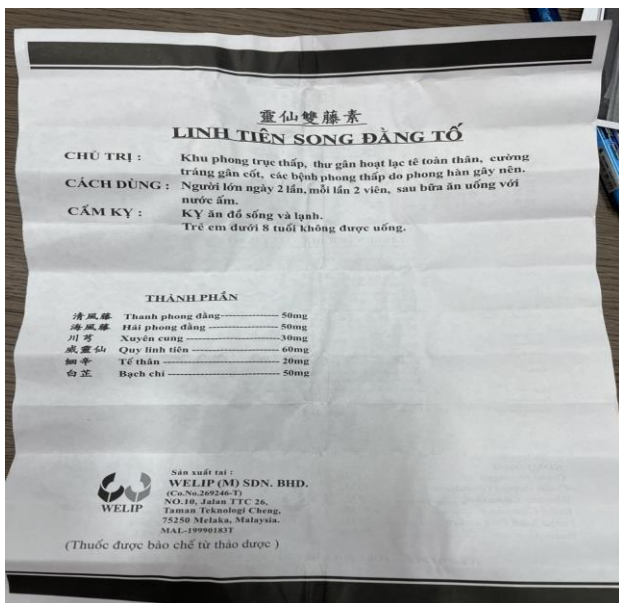 靈仙雙藤素
LINH TIÊN SONG ĐẰNG TỐ
CHỦ TRỊ : Khu phong trục thấp, thư gân hoạt lạc tê toàn thân, cường
tráng gân cốt, các bệnh phong thấp do phong hàn gây nên.
CÁCH DÙNG : Người lớn ngày 2 lần, mỗi lần 2 viên, sau bữa ăn uống với
nước ấm.
CẤM KỴ : KỴ ăn đồ sống và lạnh.
Trẻ em dưới 8 tuổi không được uống.
THÀNH PHẦN
清風藤 Thanh phong đằng---------------- 50mg
海風藤 Hải phong đằng ---------------- 50mg
川芎 Xuyên cung ----------------------30mg
威靈仙 Quy linh tiên -------------------- 60mg
細辛 Tế thân ---------------------------- 20mg
白芷 Bạch chỉ --------------------------- 50mg
Sản xuất tại :
WELIP (M) SDN. BHD.
(Co.No.269246-T)
NO.10, Jalan TTC 26,
Taman Teknologi Cheng,
75250 Melaka, Malaysia.
MAL-19990183T
WELIP
(Thuốc được bào chế từ thảo dược )